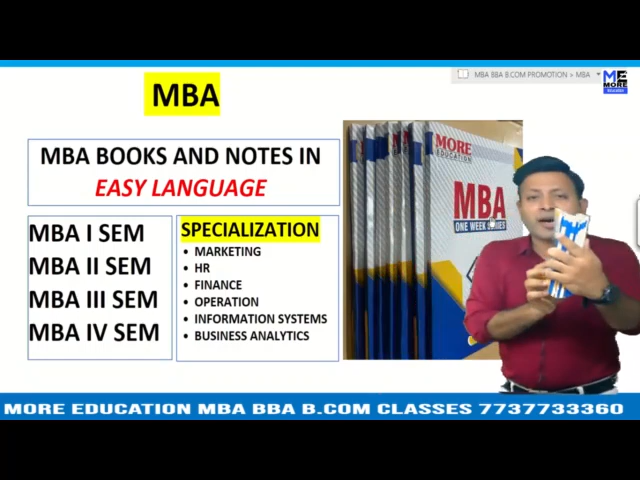 MBA
MBA BBA B.COM PROMOTION > MBA
MORE
MBA BOOKS AND NOTES IN
EASY LANGUAGE
MBA I SEM
MBA II SEM
MBA III SEM
MBA IV SEM
SPECIALIZATION
• MARKETING
• HR
• FINANCE
• OPERATION
• INFORMATION SYSTEMS
• BUSINESS ANALYTICS
MORE
EDUCATION
MBA
ONE WEEK SERIES
MORE EDUCATION MBA BBA B.COM CLASSES 7737733360